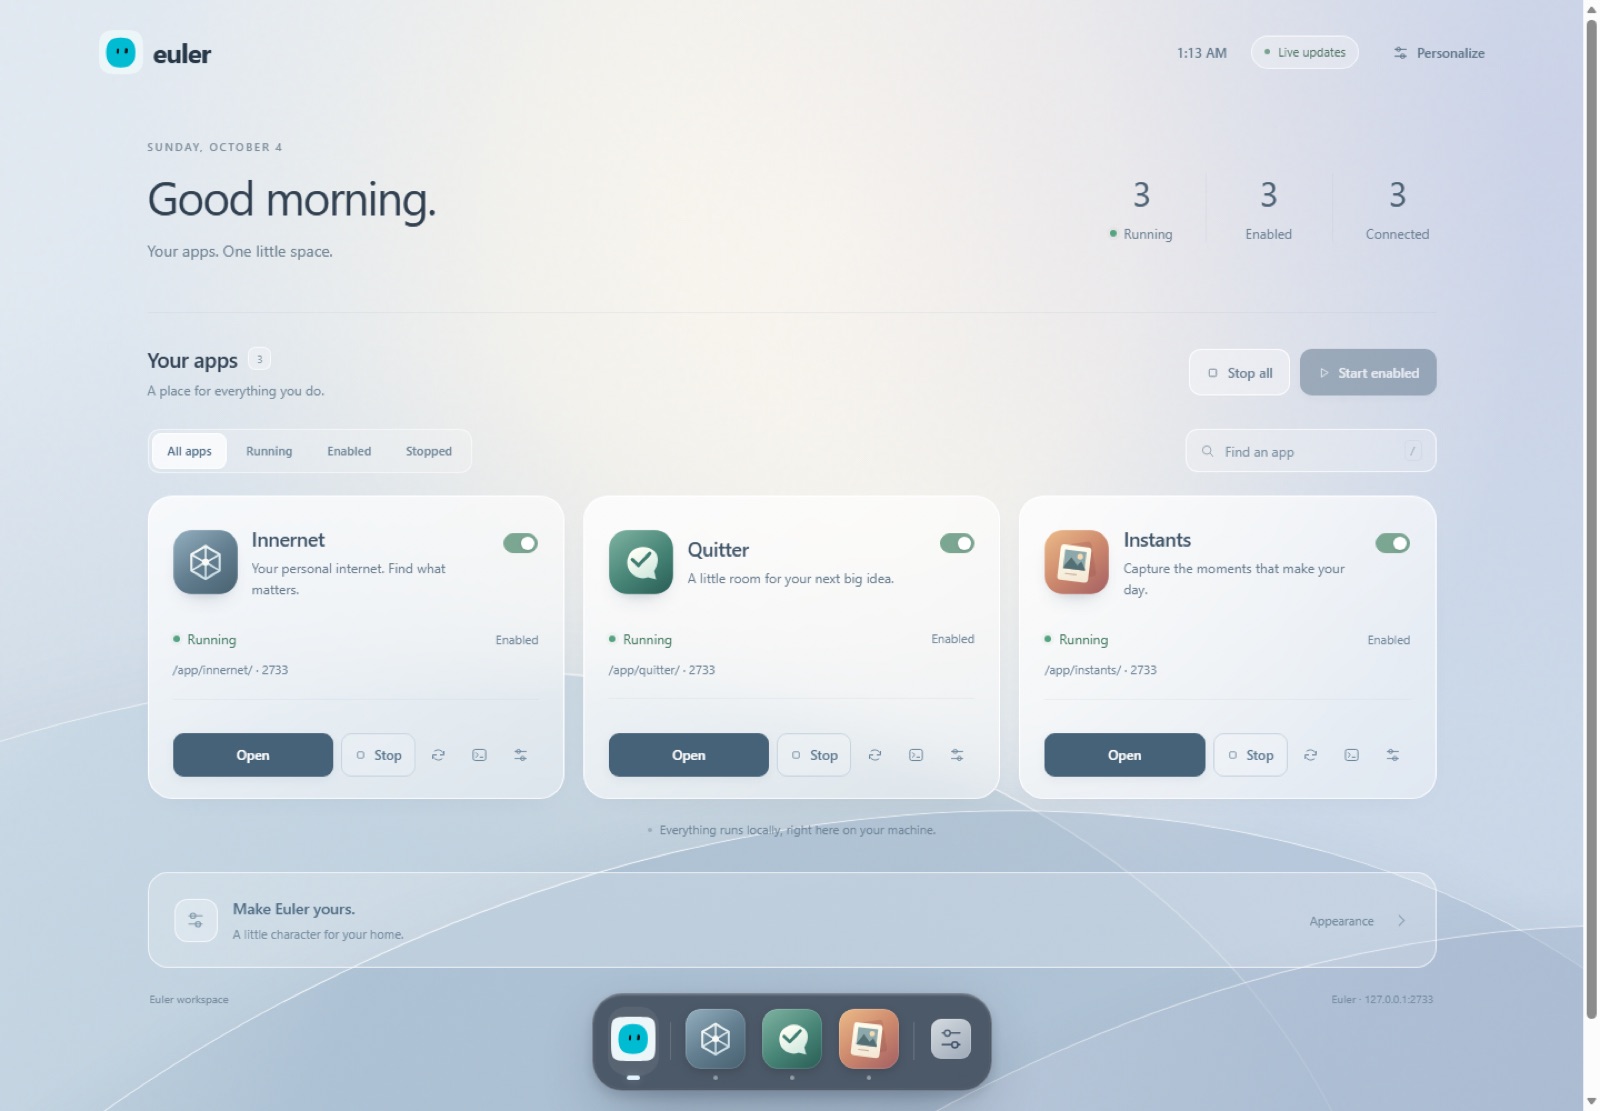 euler
1:13 AM
Live updates
Personalize
SUNDAY, OCTOBER 4
Good morning.
Your apps. One little space.
3
Running
3
Enabled
3
Connected
Your apps
3
A place for everything you do.
Stop all
Start enabled
All apps
Running
Enabled
Stopped
Find an app
/
Innernet
Your personal internet. Find what
matters.
Running
Enabled
/app/innernet/ · 2733
Open
Stop
Quitter
A little room for your next big idea.
Running
Enabled
/app/quitter/ · 2733
Open
Stop
Instants
Capture the moments that make your
day.
Running
Enabled
/app/instants/ · 2733
Open
Stop
Everything runs locally, right here on your machine.
Make Euler yours.
A little character for your home.
Appearance
Euler workspace
Euler · 127.0.0.1:2733